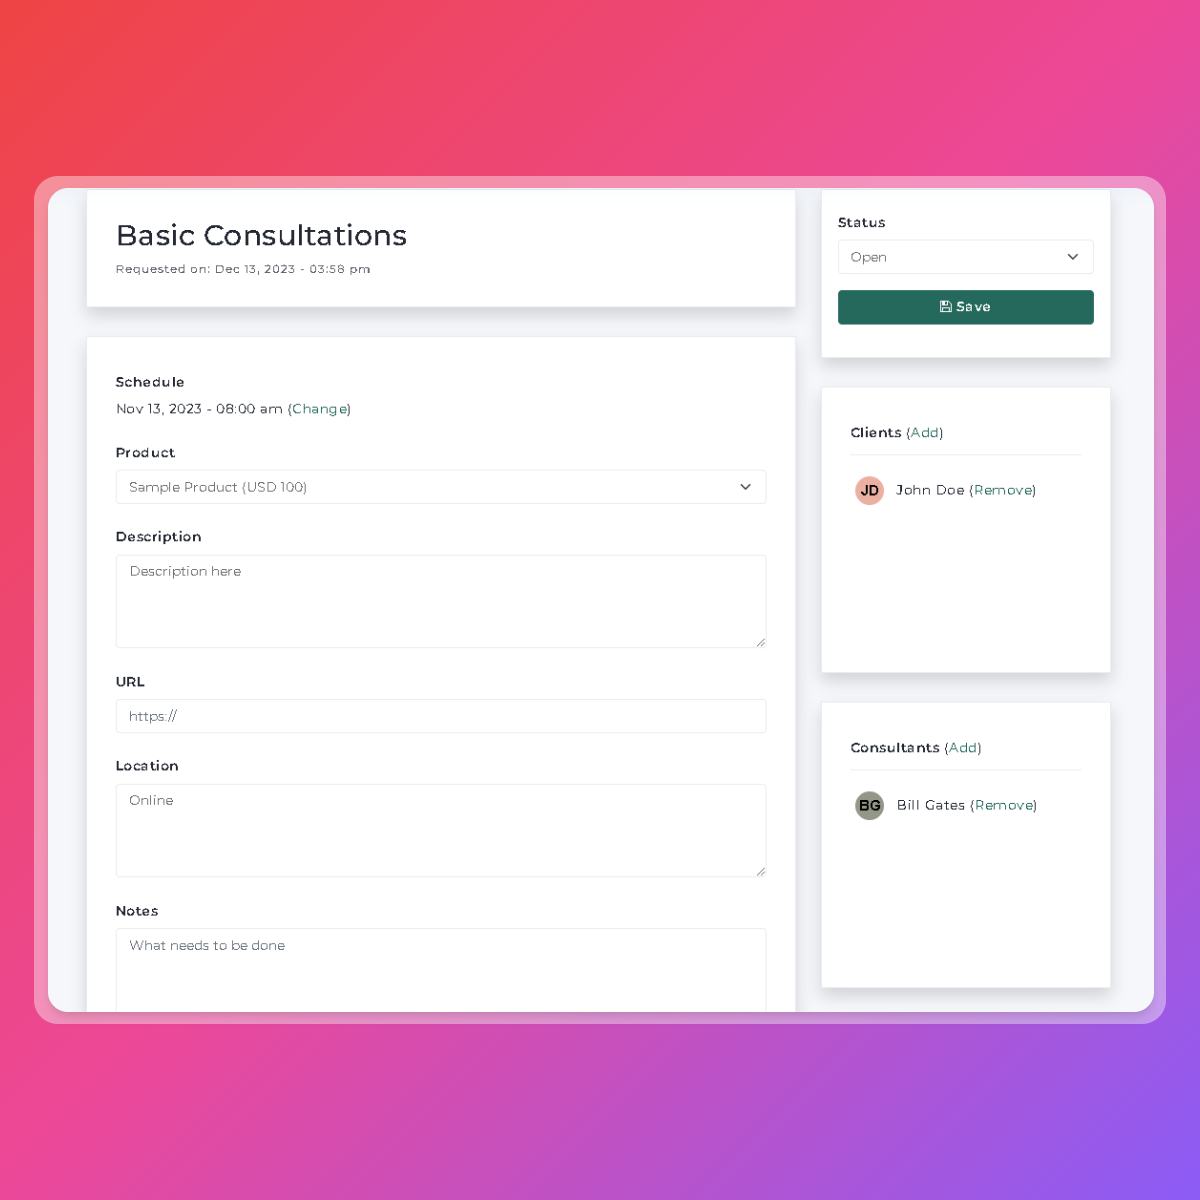 Basic Consultations
Requested on: Dec 13, 2023 - 03:58 pm
Schedule
Nov 13, 2023 - 08:00 am (Change)
Product
Sample Product (USD 100)
Description
Description here
URL
https://
Location
Online
Notes
What needs to be done
Status
Open
Save
Clients (Add)
JD John Doe (Remove)
Consultants (Add)
BG Bill Gates (Remove)